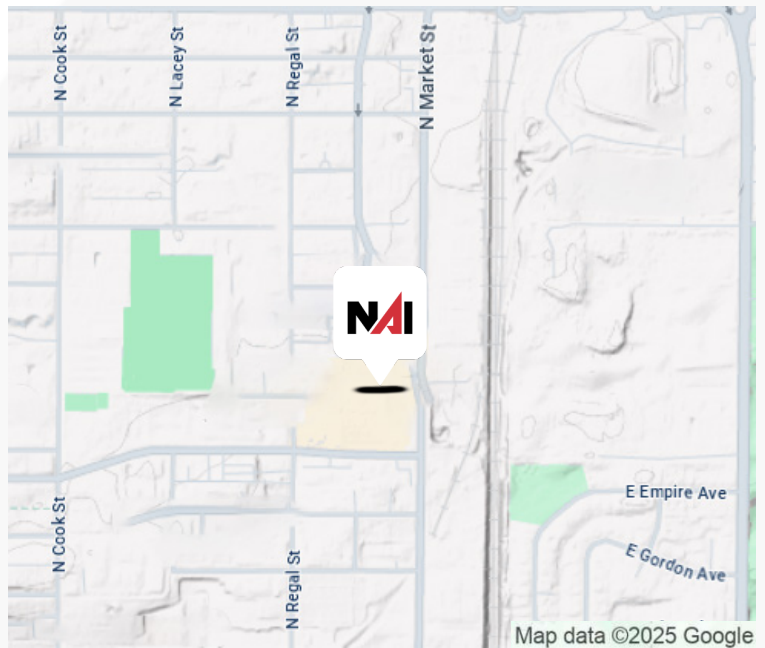 N Cook St
N Lacey St
N Regal St
N Market St
NAI
E Empire Ave
E Gordon Ave
N Cook St
N Regal St
Map data ©2025 Google